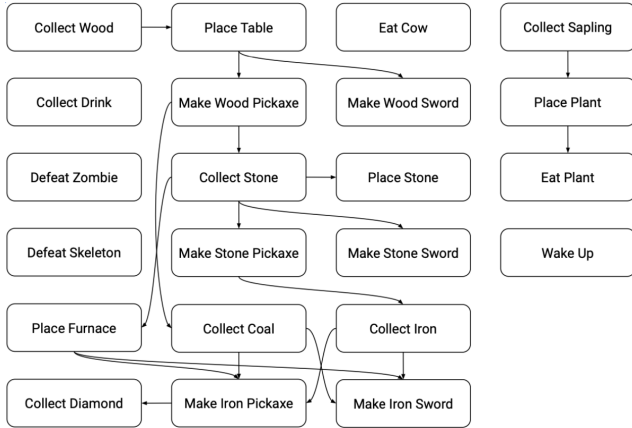 Collect Wood
Place Table
Eat Cow
Collect Sapling
Collect Drink
Make Wood Pickaxe
Make Wood Sword
Place Plant
Defeat Zombie
Collect Stone
Place Stone
Eat Plant
Defeat Skeleton
Make Stone Pickaxe
Make Stone Sword
Wake Up
Place Furnace
Collect Coal
Collect Iron
Collect Diamond
Make Iron Pickaxe
Make Iron Sword